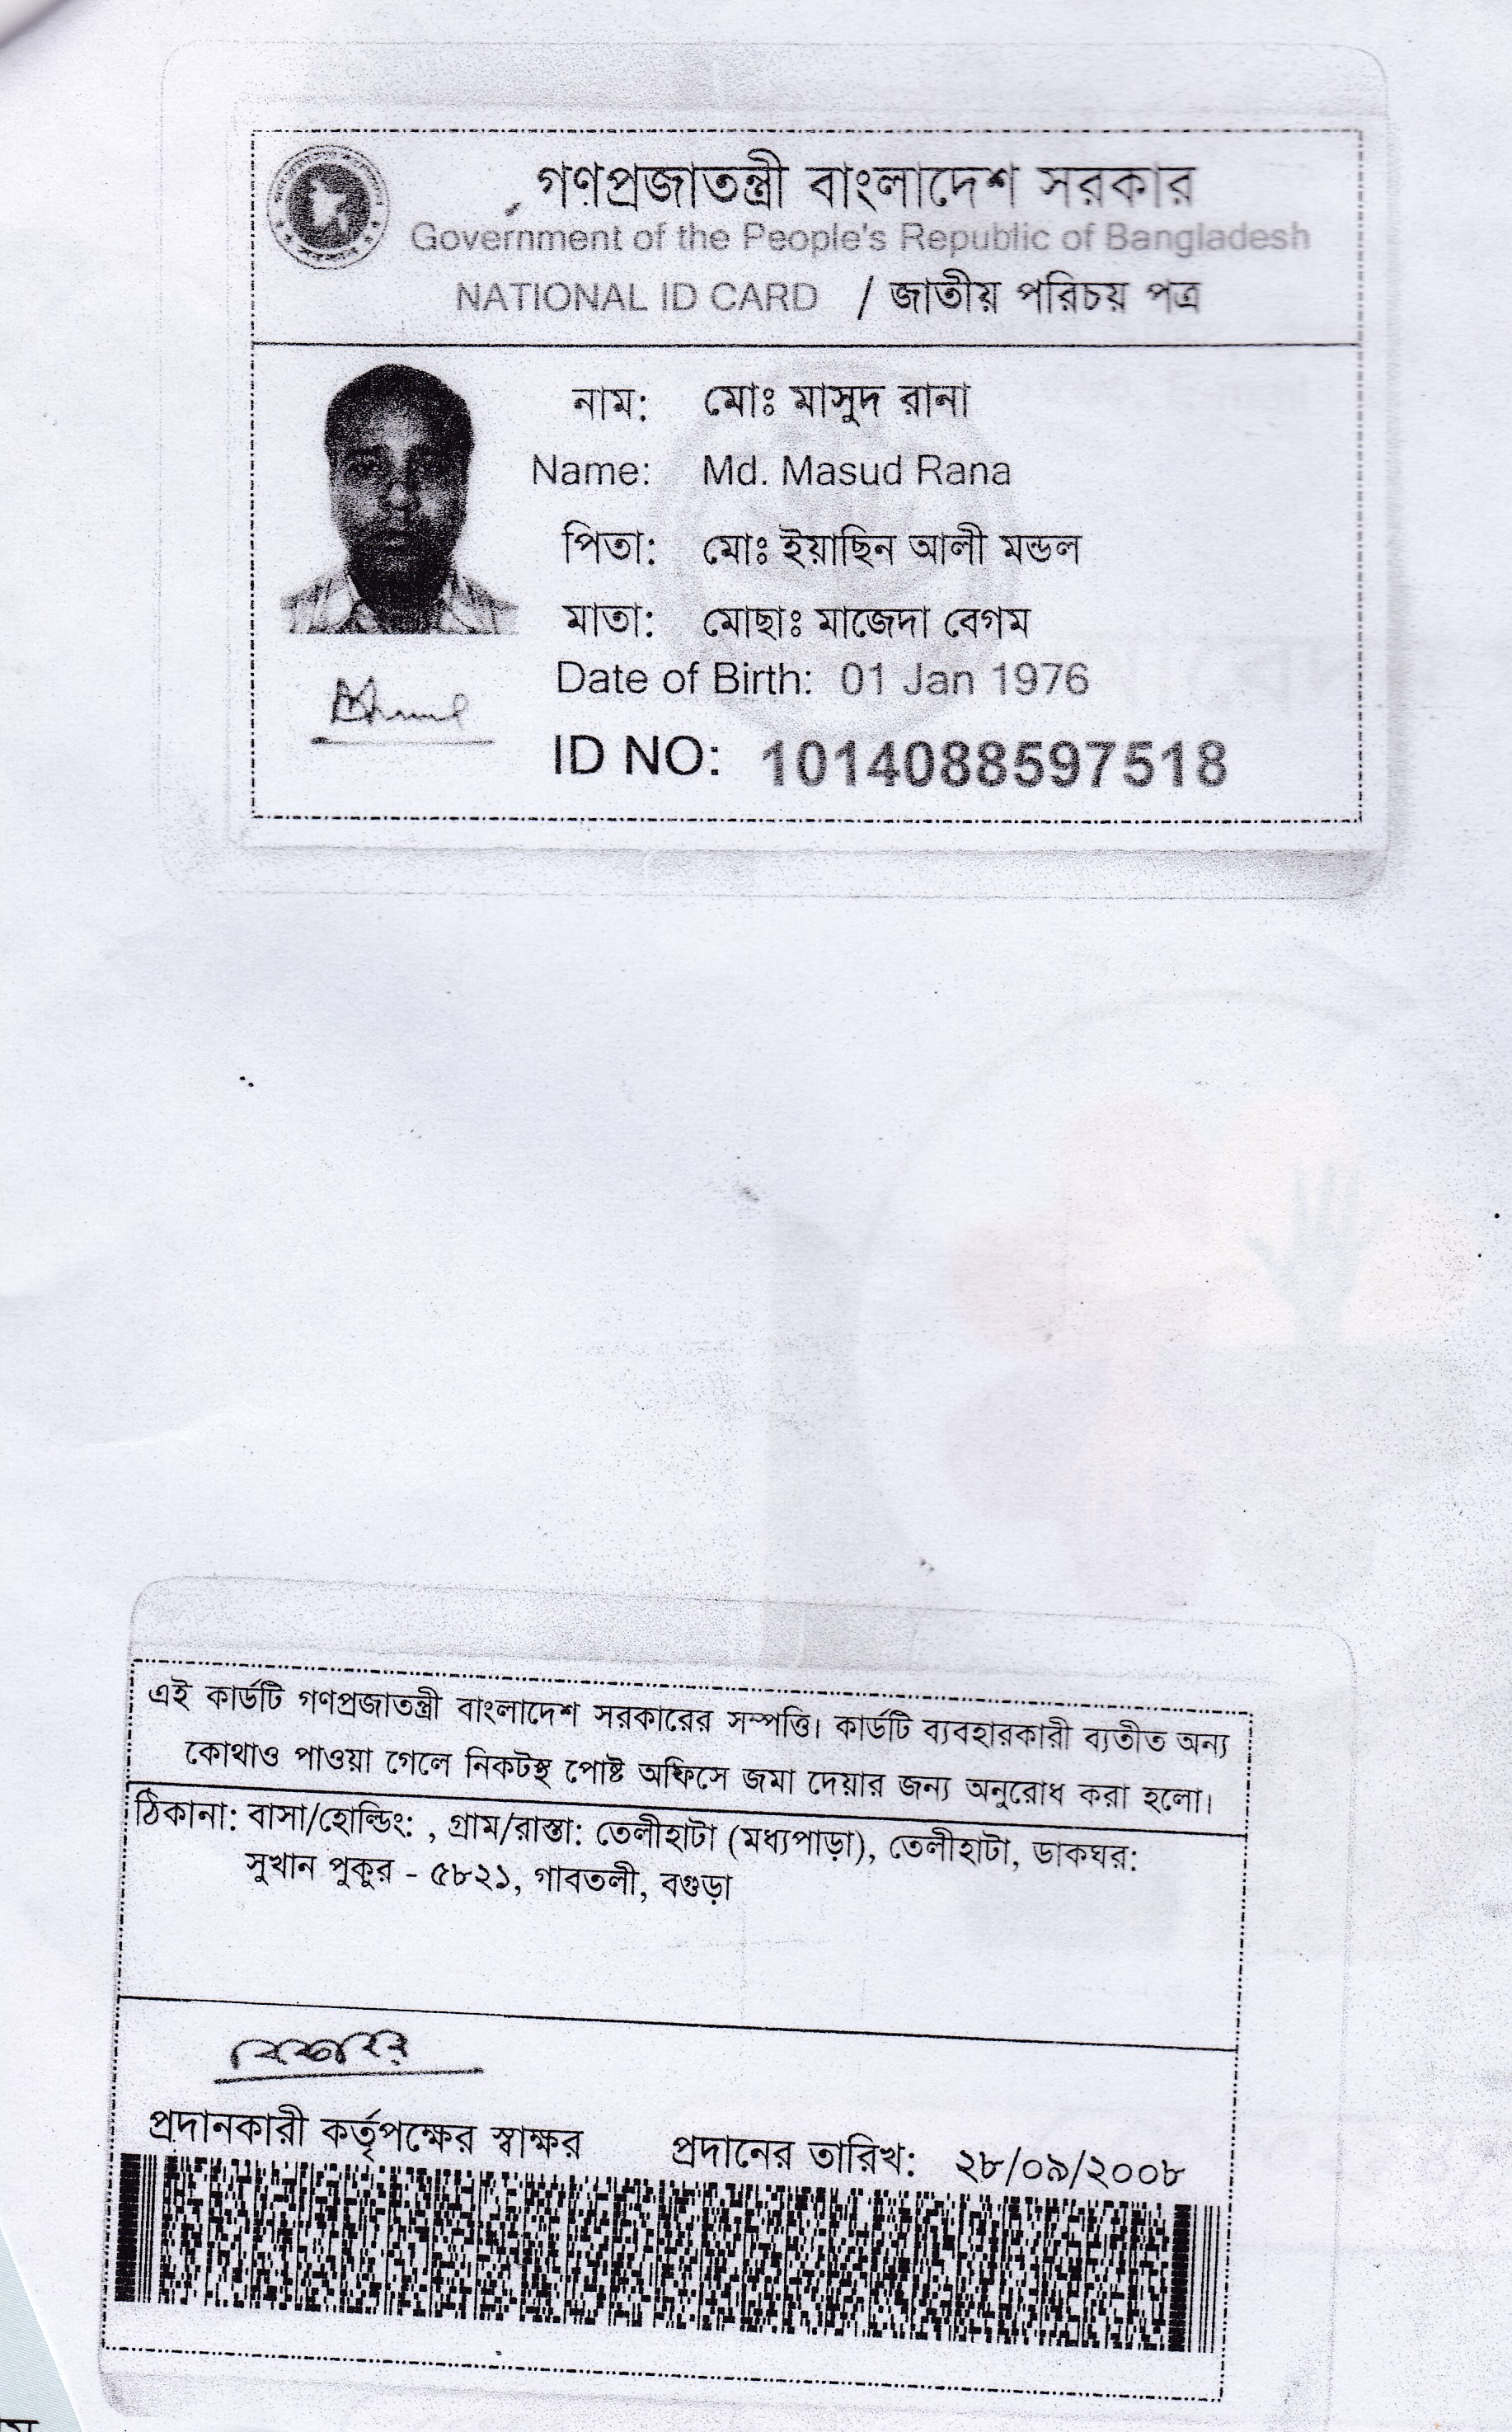 গণপ্রজাতন্ত্রী বাংলাদেশ সরকার
Government of the People's Republic of Bangladesh
NATIONAL ID CARD / জাতীয় পরিচয় পত্র
নাম: মোঃ মাসুদ রানা
Name: Md. Masud Rana
পিতা: মোঃ ইয়াছিন আলী মন্ডল
মাতা: মোছাঃ মাজেদা বেগম
Date of Birth: 01 Jan 1976
ID NO: 1014088597518
এই কার্ডটি গণপ্রজাতন্ত্রী বাংলাদেশ সরকারের সম্পত্তি। কার্ডটি ব্যবহারকারী ব্যতীত অন্য
কোথাও পাওয়া গেলে নিকটস্থ পোষ্ট অফিসে জমা দেয়ার জন্য অনুরোধ করা হলো।
ঠিকানা: বাসা/হোল্ডিং: , গ্রাম/রাস্তা: তেলীহাটা (মধ্যপাড়া), তেলীহাটা, ডাকঘর:
সুখান পুকুর - ৫৮২১, গাবতলী, বগুড়া
প্রদানকারী কর্তৃপক্ষের স্বাক্ষর প্রদানের তারিখ: ২৮/০৯/২০০৮